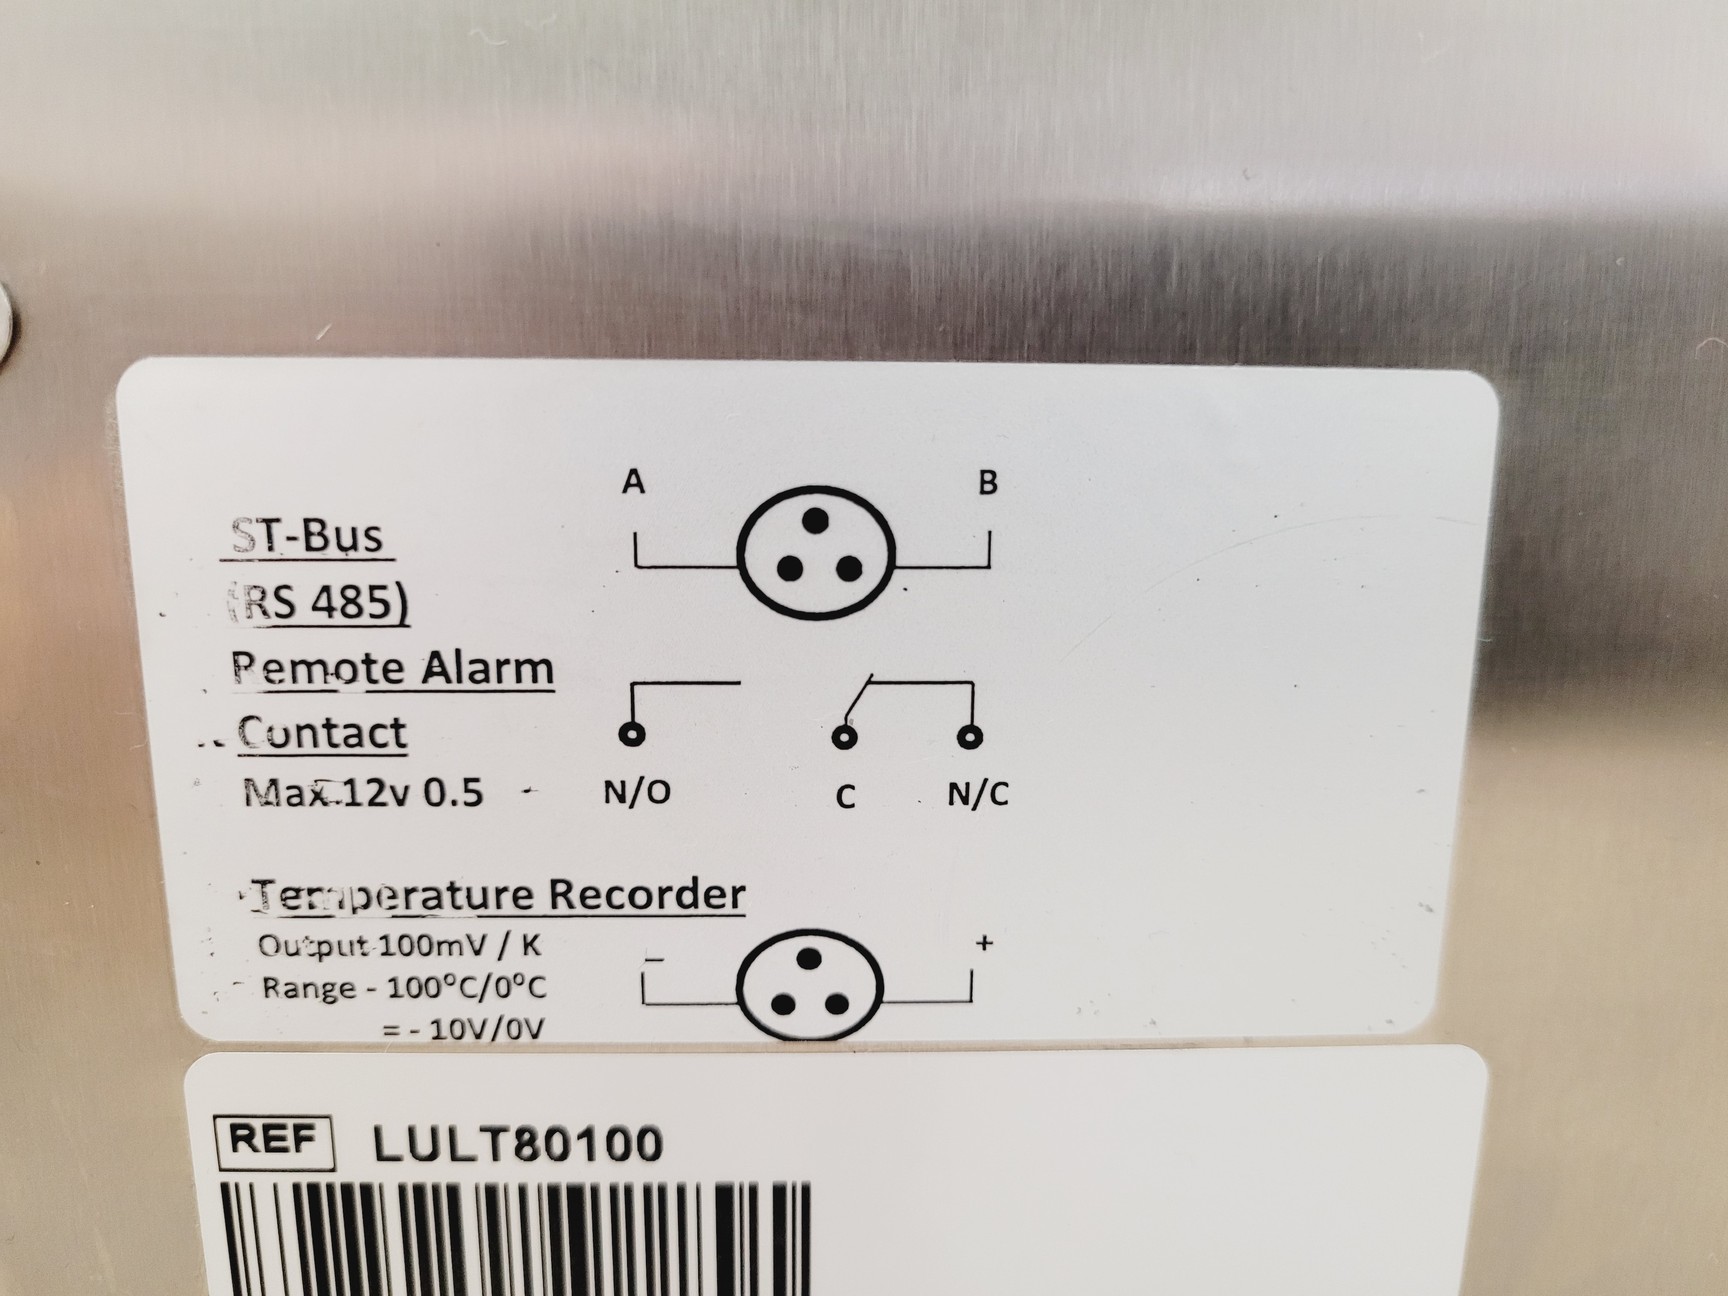 A B
ST-Bus
(RS 485)
Remote Alarm
Contact
Max 12v 0.5
N/O C N/C
Temperature Recorder
Output 100mV / K
Range - 100°C/0°C
= - 10V/0V
- +
REF LULT80100